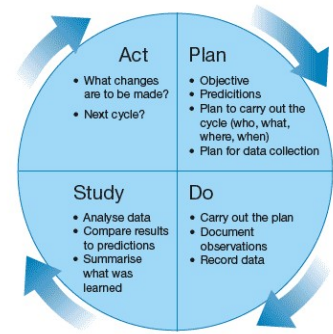 Act
• What changes
are to be made?
• Next cycle?
Plan
• Objective
• Predicitions
• Plan to carry out the
cycle (who, what,
where, when)
• Plan for data collection
Study
• Analyse data
• Compare results
to predictions
• Summarise
what was
learned
Do
• Carry out the plan
• Document
observations
• Record data